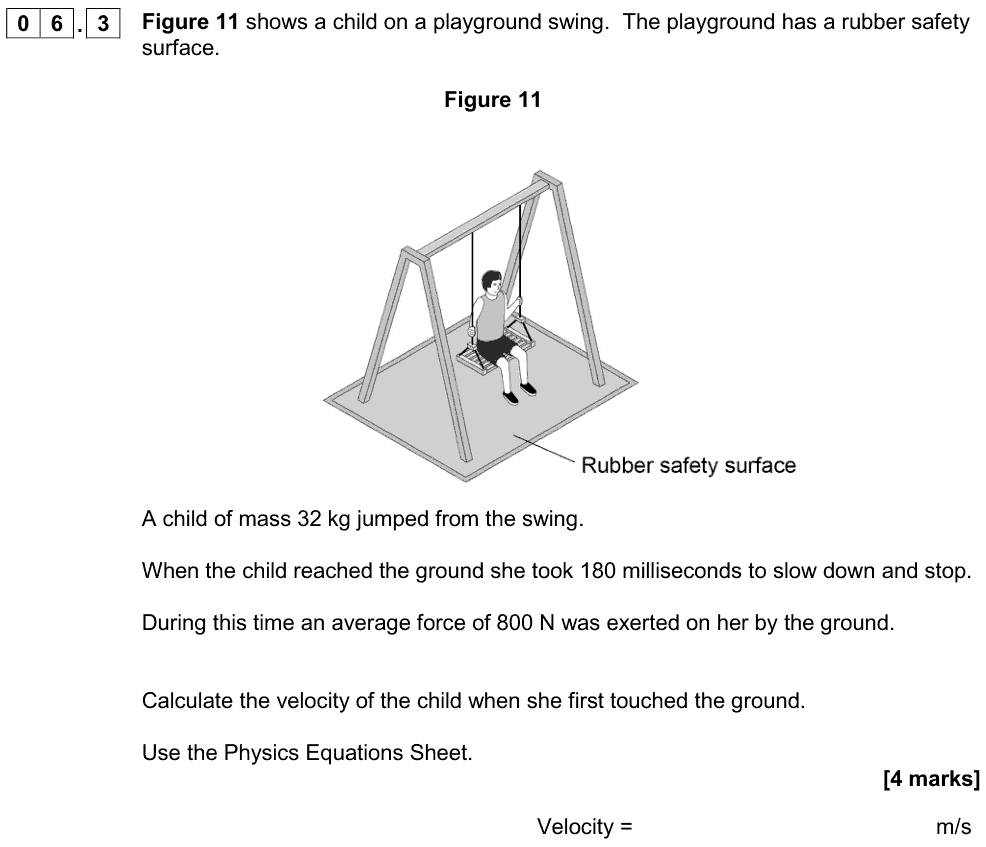 0 6 . 3 Figure 11 shows a child on a playground swing. The playground has a rubber safety
surface.
Figure 11
Rubber safety surface
A child of mass 32 kg jumped from the swing.
When the child reached the ground she took 180 milliseconds to slow down and stop.
During this time an average force of 800 N was exerted on her by the ground.
Calculate the velocity of the child when she first touched the ground.
Use the Physics Equations Sheet.
[4 marks]
Velocity = m/s